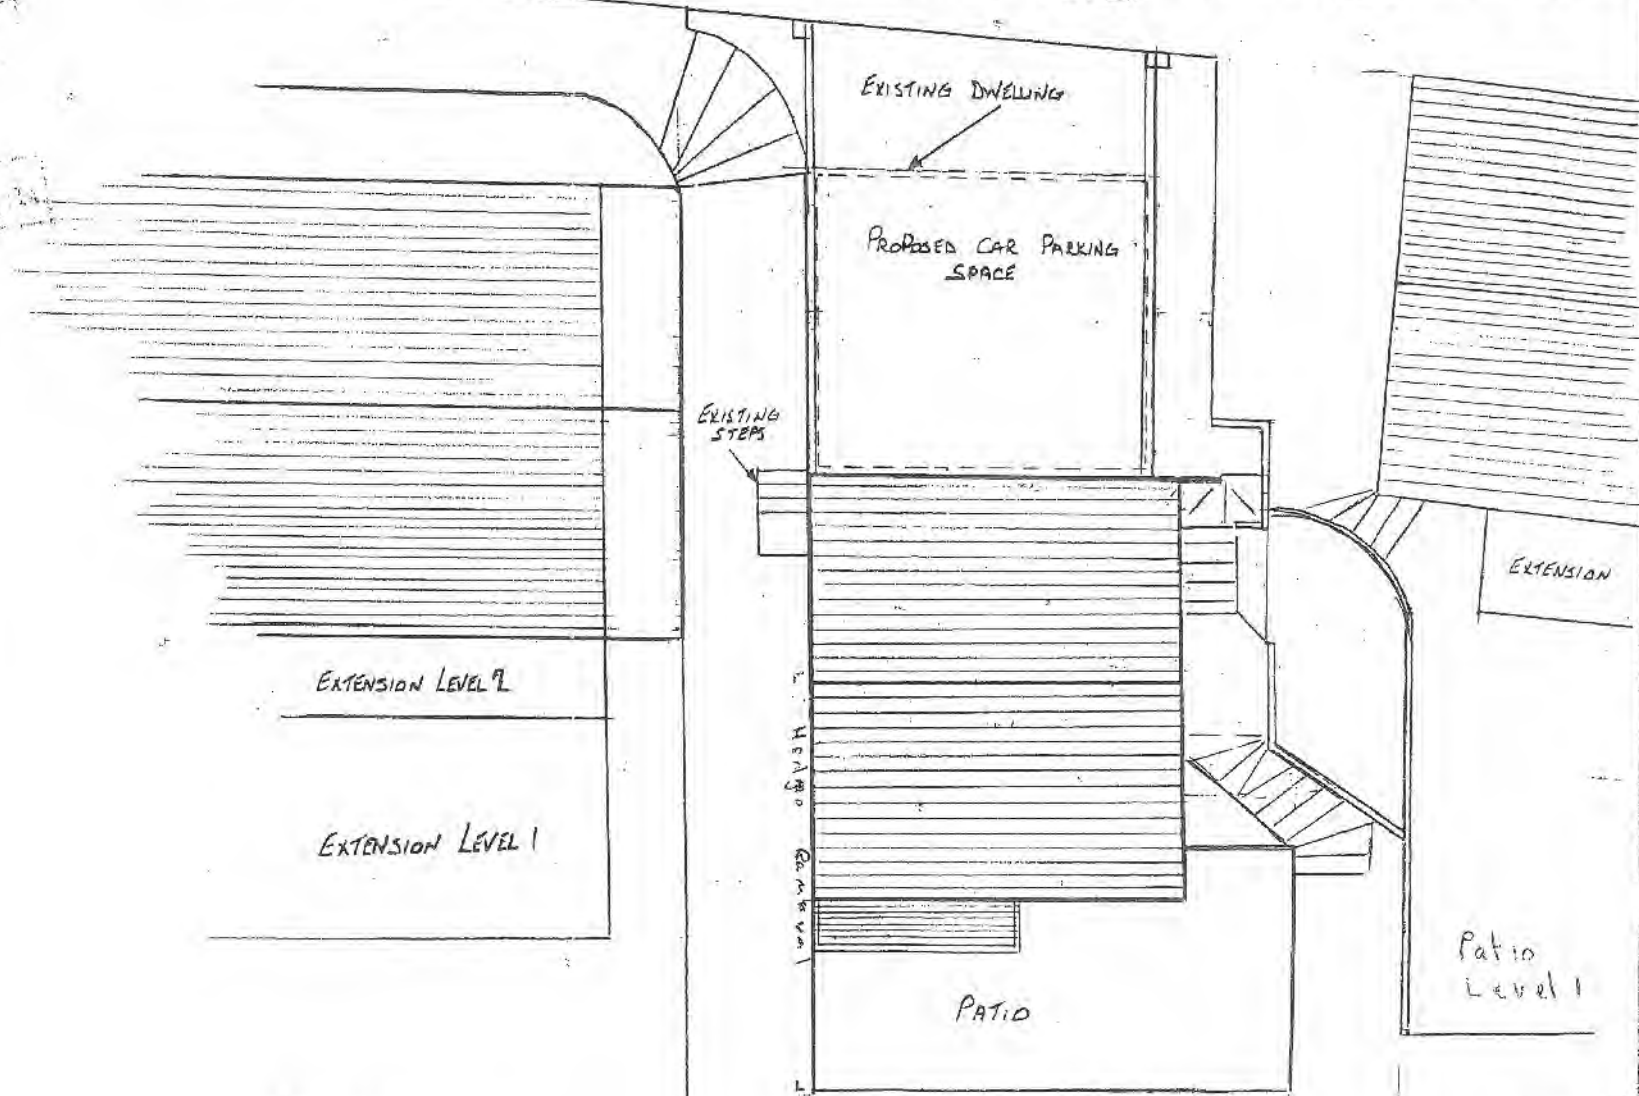 EXISTING DWELLING
PROPOSED CAR PARKING
SPACE
EXISTING
STEPS
EXTENSION
EXTENSION LEVEL 2
EXTENSION LEVEL 1
PATIO
Patio
Level 1